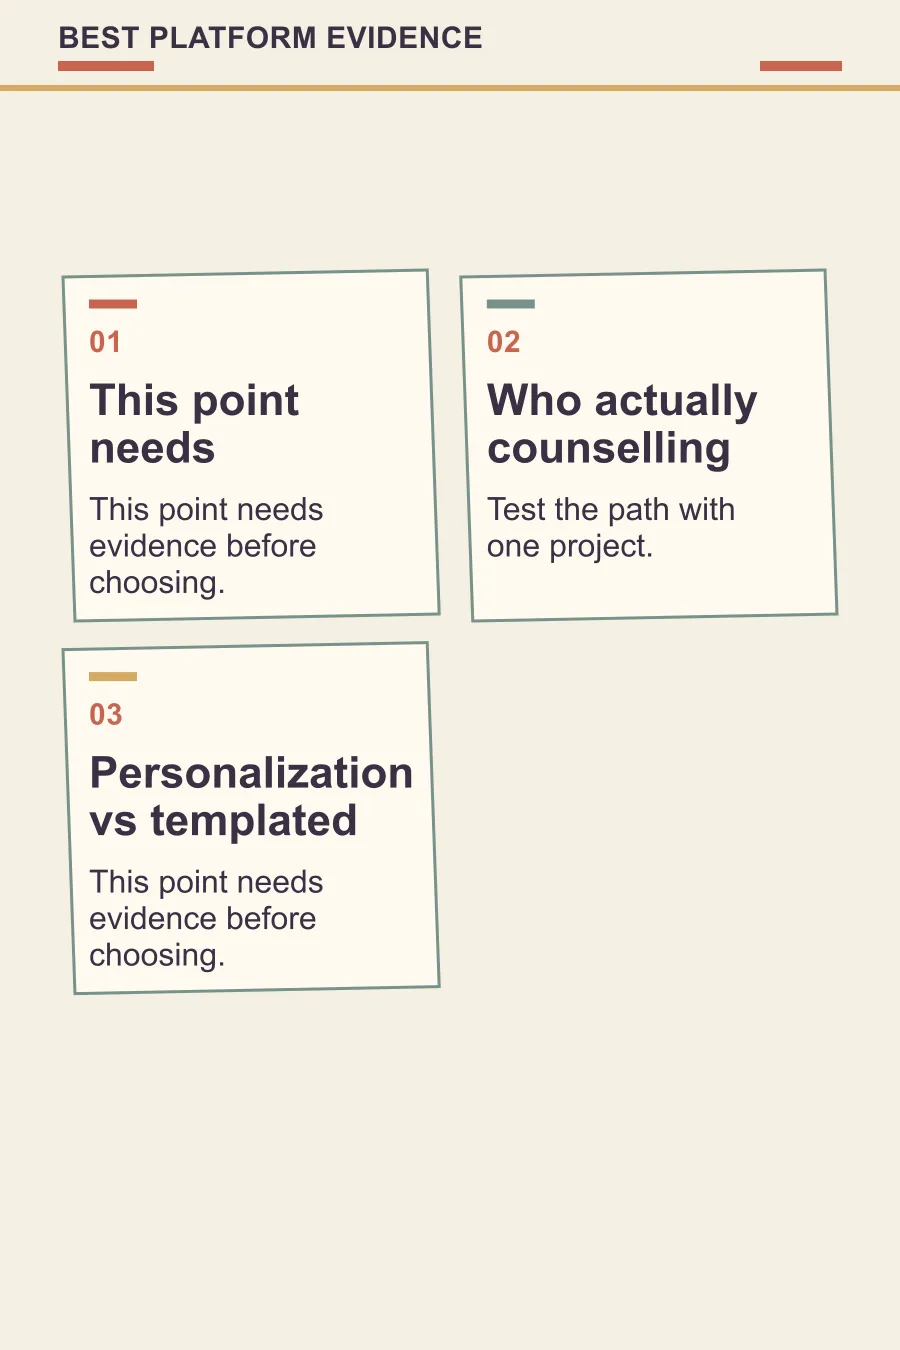 BEST PLATFORM EVIDENCE
01
This point
needs
This point needs
evidence before
choosing.
02
Who actually
counselling
Test the path with
one project.
03
Personalization
vs templated
This point needs
evidence before
choosing.